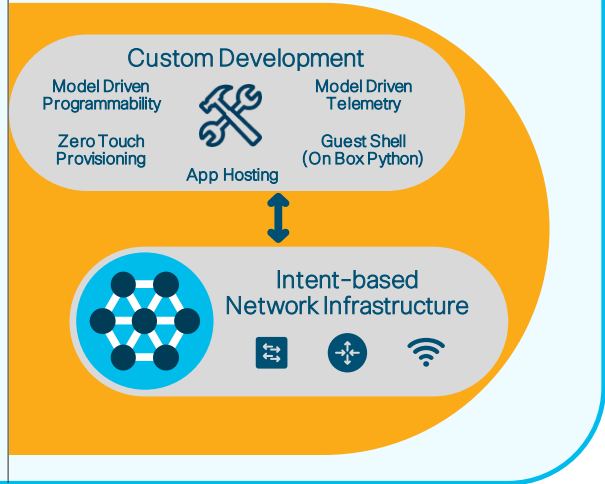 Custom Development
Model Driven
Programmability
Model Driven
Telemetry
Zero Touch
Provisioning
Guest Shell
(On Box Python)
App Hosting
Intent-based
Network Infrastructure